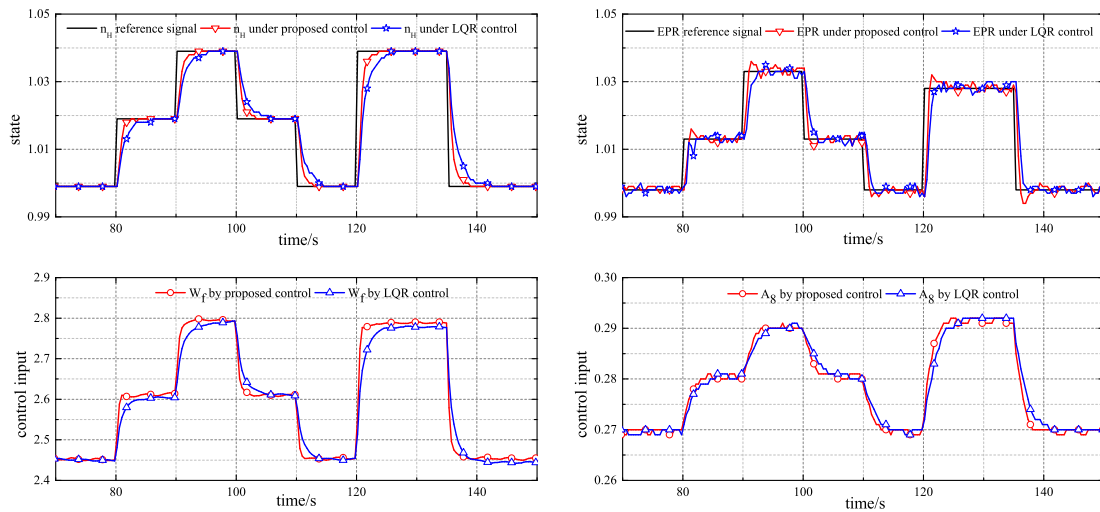 n_H reference signal  n_H under proposed control  n_H under LQR control
1.05
1.03
1.01
0.99
state
80 100 120 140
time/s
EPR reference signal  EPR under proposed control  EPR under LQR control
1.05
1.03
1.01
0.99
state
80 100 120 140
time/s
W_f by proposed control  W_f by LQR control
2.9
2.8
2.7
2.6
2.5
2.4
control input
80 100 120 140
time/s
A_8 by proposed control  A_8 by LQR control
0.30
0.29
0.28
0.27
0.26
control input
80 100 120 140
time/s